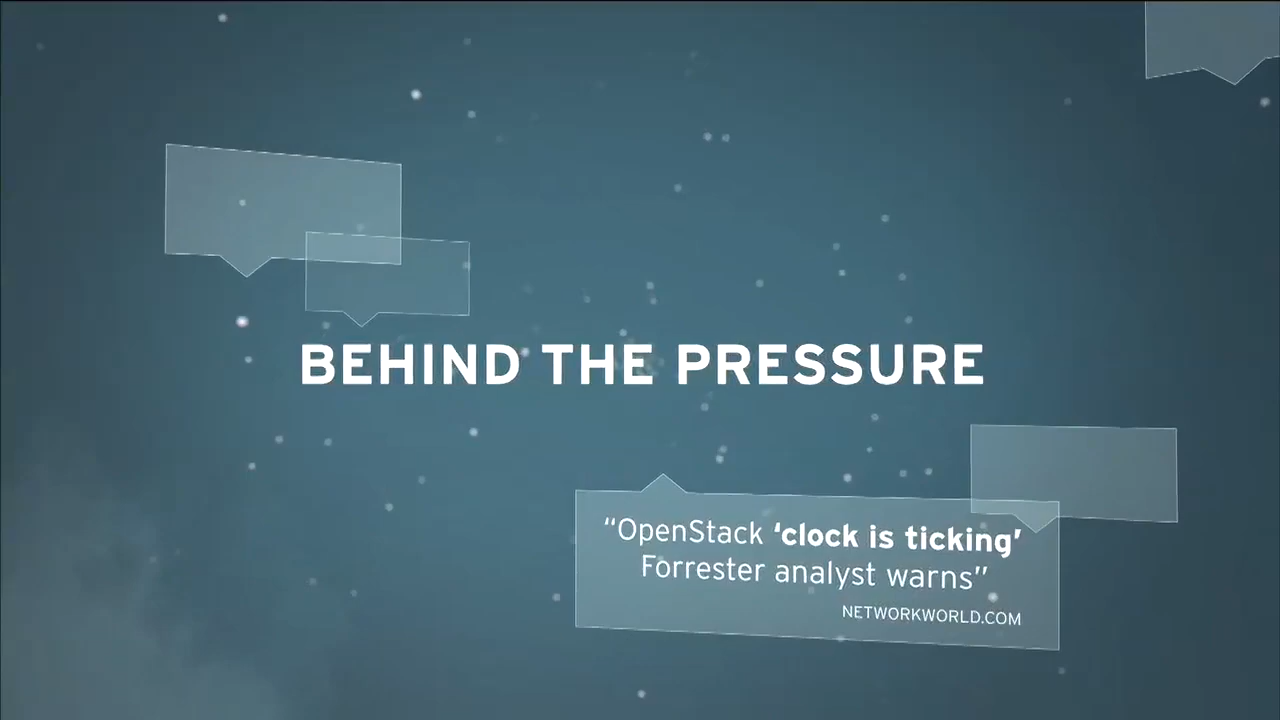 BEHIND THE PRESSURE
“OpenStack ‘clock is ticking’
Forrester analyst warns”
NETWORKWORLD.COM